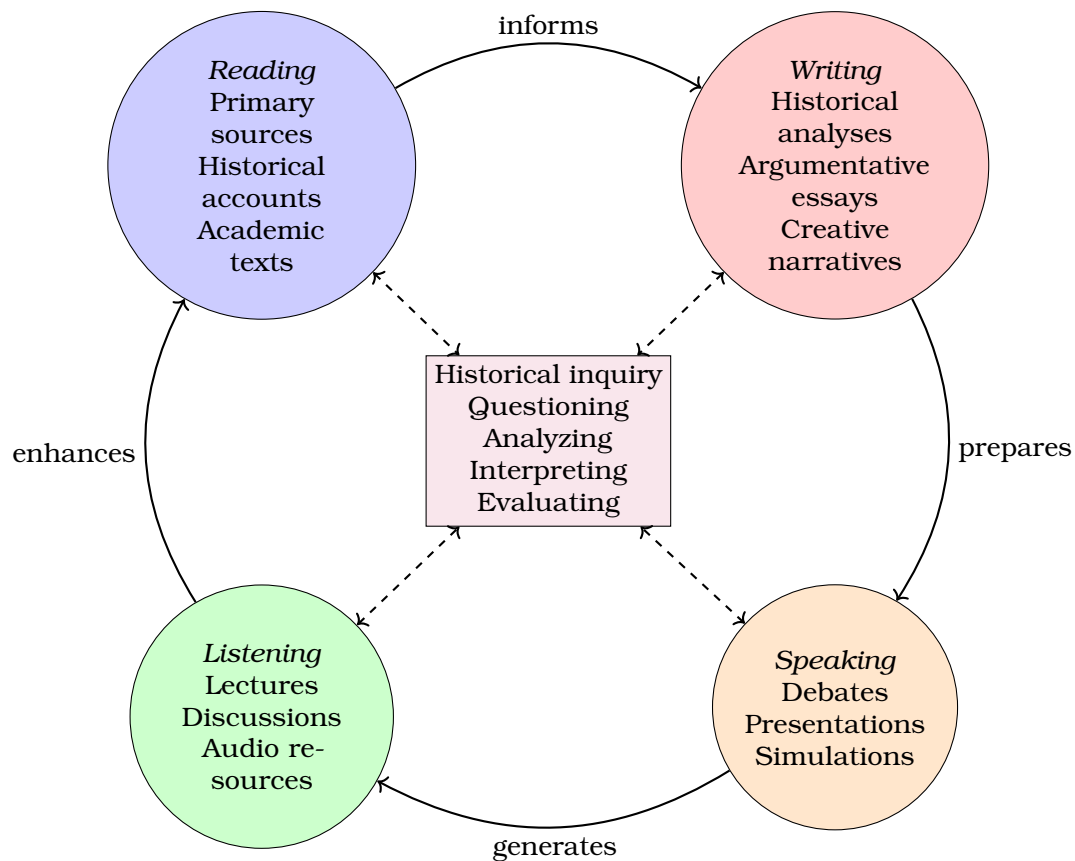 informs
Reading
Primary
sources
Historical
accounts
Academic
texts
Writing
Historical
analyses
Argumentative
essays
Creative
narratives
Historical inquiry
Questioning
Analyzing
Interpreting
Evaluating
enhances
prepares
Listening
Lectures
Discussions
Audio re-
sources
Speaking
Debates
Presentations
Simulations
generates